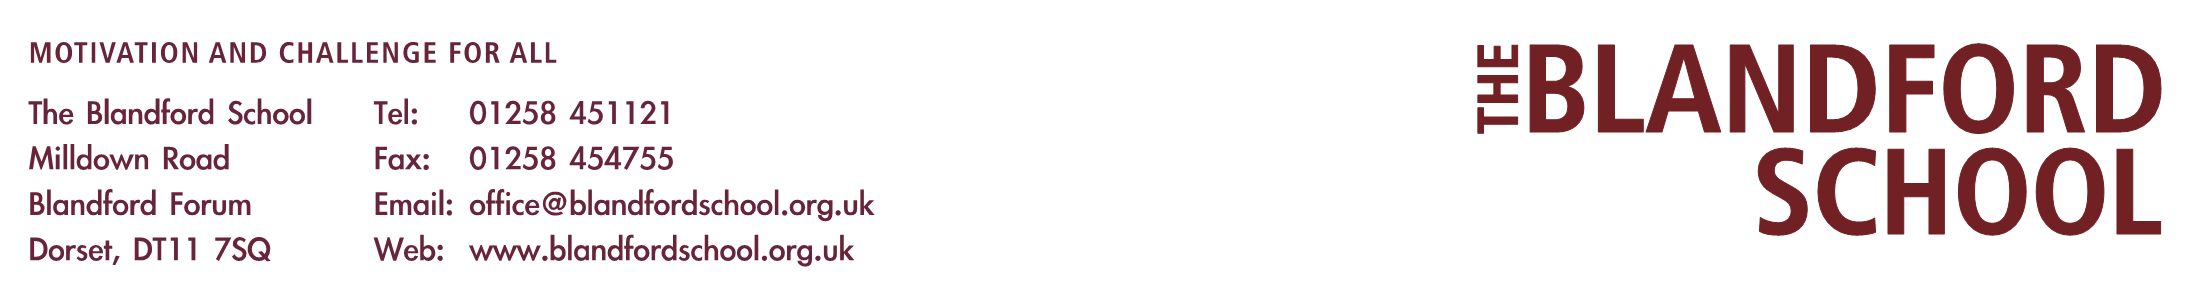 MOTIVATION AND CHALLENGE FOR ALL
The Blandford School Tel: 01258 451121
Milldown Road Fax: 01258 454755
Blandford Forum Email: office@blandfordschool.org.uk
Dorset, DT11 7SQ Web: www.blandfordschool.org.uk
THE BLANDFORD
SCHOOL